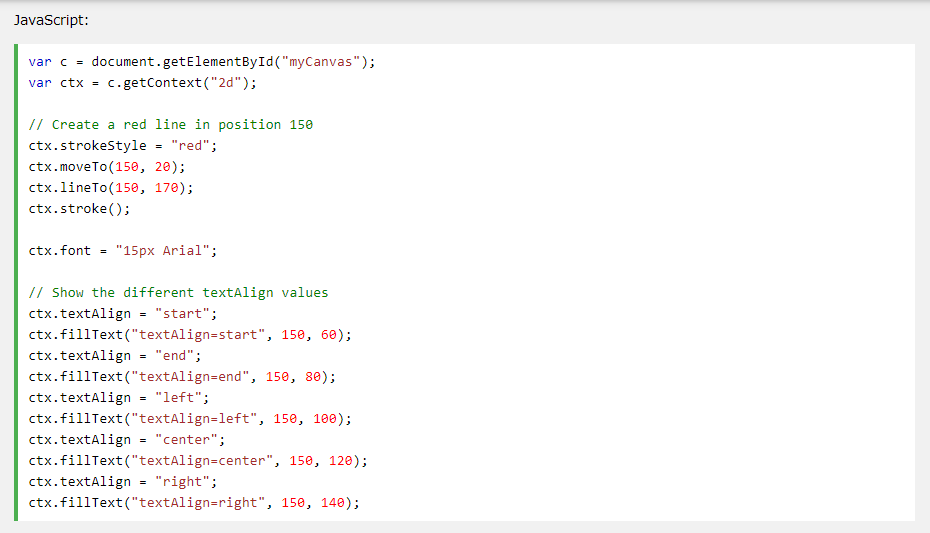 JavaScript:
var c = document.getElementById("myCanvas");
var ctx = c.getContext("2d");
// Create a red line in position 150
ctx.strokeStyle = "red";
ctx.moveTo(150, 20);
ctx.lineTo(150, 170);
ctx.stroke();
ctx.font = "15px Arial";
// Show the different textAlign values
ctx.textAlign = "start";
ctx.fillText("textAlign=start", 150, 60);
ctx.textAlign = "end";
ctx.fillText("textAlign=end", 150, 80);
ctx.textAlign = "left";
ctx.fillText("textAlign=left", 150, 100);
ctx.textAlign = "center";
ctx.fillText("textAlign=center", 150, 120);
ctx.textAlign = "right";
ctx.fillText("textAlign=right", 150, 140);